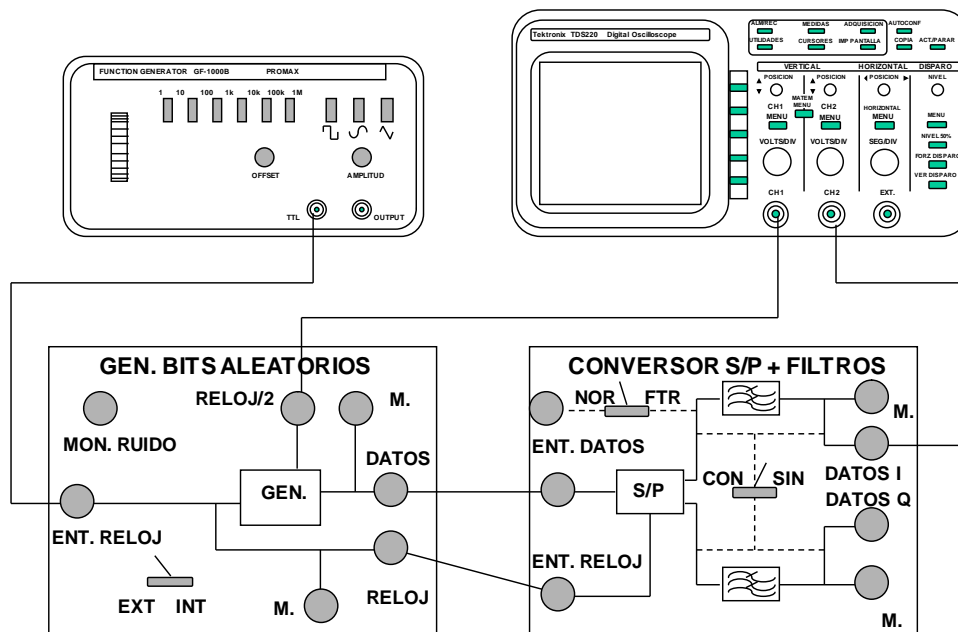 FUNCTION GENERATOR GF-1000B PROMAX
1 10 100 1k 10k 100k 1M
OFFSET
AMPLITUD
TTL
OUTPUT
Tektronix TDS220 Digital Oscilloscope
ALM/REC MEDIDAS ADQUISICION AUTOCONF
UTILIDADES CURSORES IMP PANTALLA COPIA ACT./PARAR
VERTICAL HORIZONTAL DISPARO
POSICION POSICION POSICION NIVEL
MATEM
MENU
CH1
MENU
CH2
MENU
HORIZONTAL
MENU
MENU
NIVEL 50%
FORZ. DISPARO
VER DISPARO
VOLTS/DIV VOLTS/DIV SEG/DIV
CH1 CH2 EXT.
GEN. BITS ALEATORIOS
RELOJ/2
M.
MON. RUIDO
DATOS
GEN.
ENT. RELOJ
EXT INT
M.
RELOJ
CONVERSOR S/P + FILTROS
NOR FTR
M.
ENT. DATOS
S/P
CON SIN
DATOS I
DATOS Q
ENT. RELOJ
M.